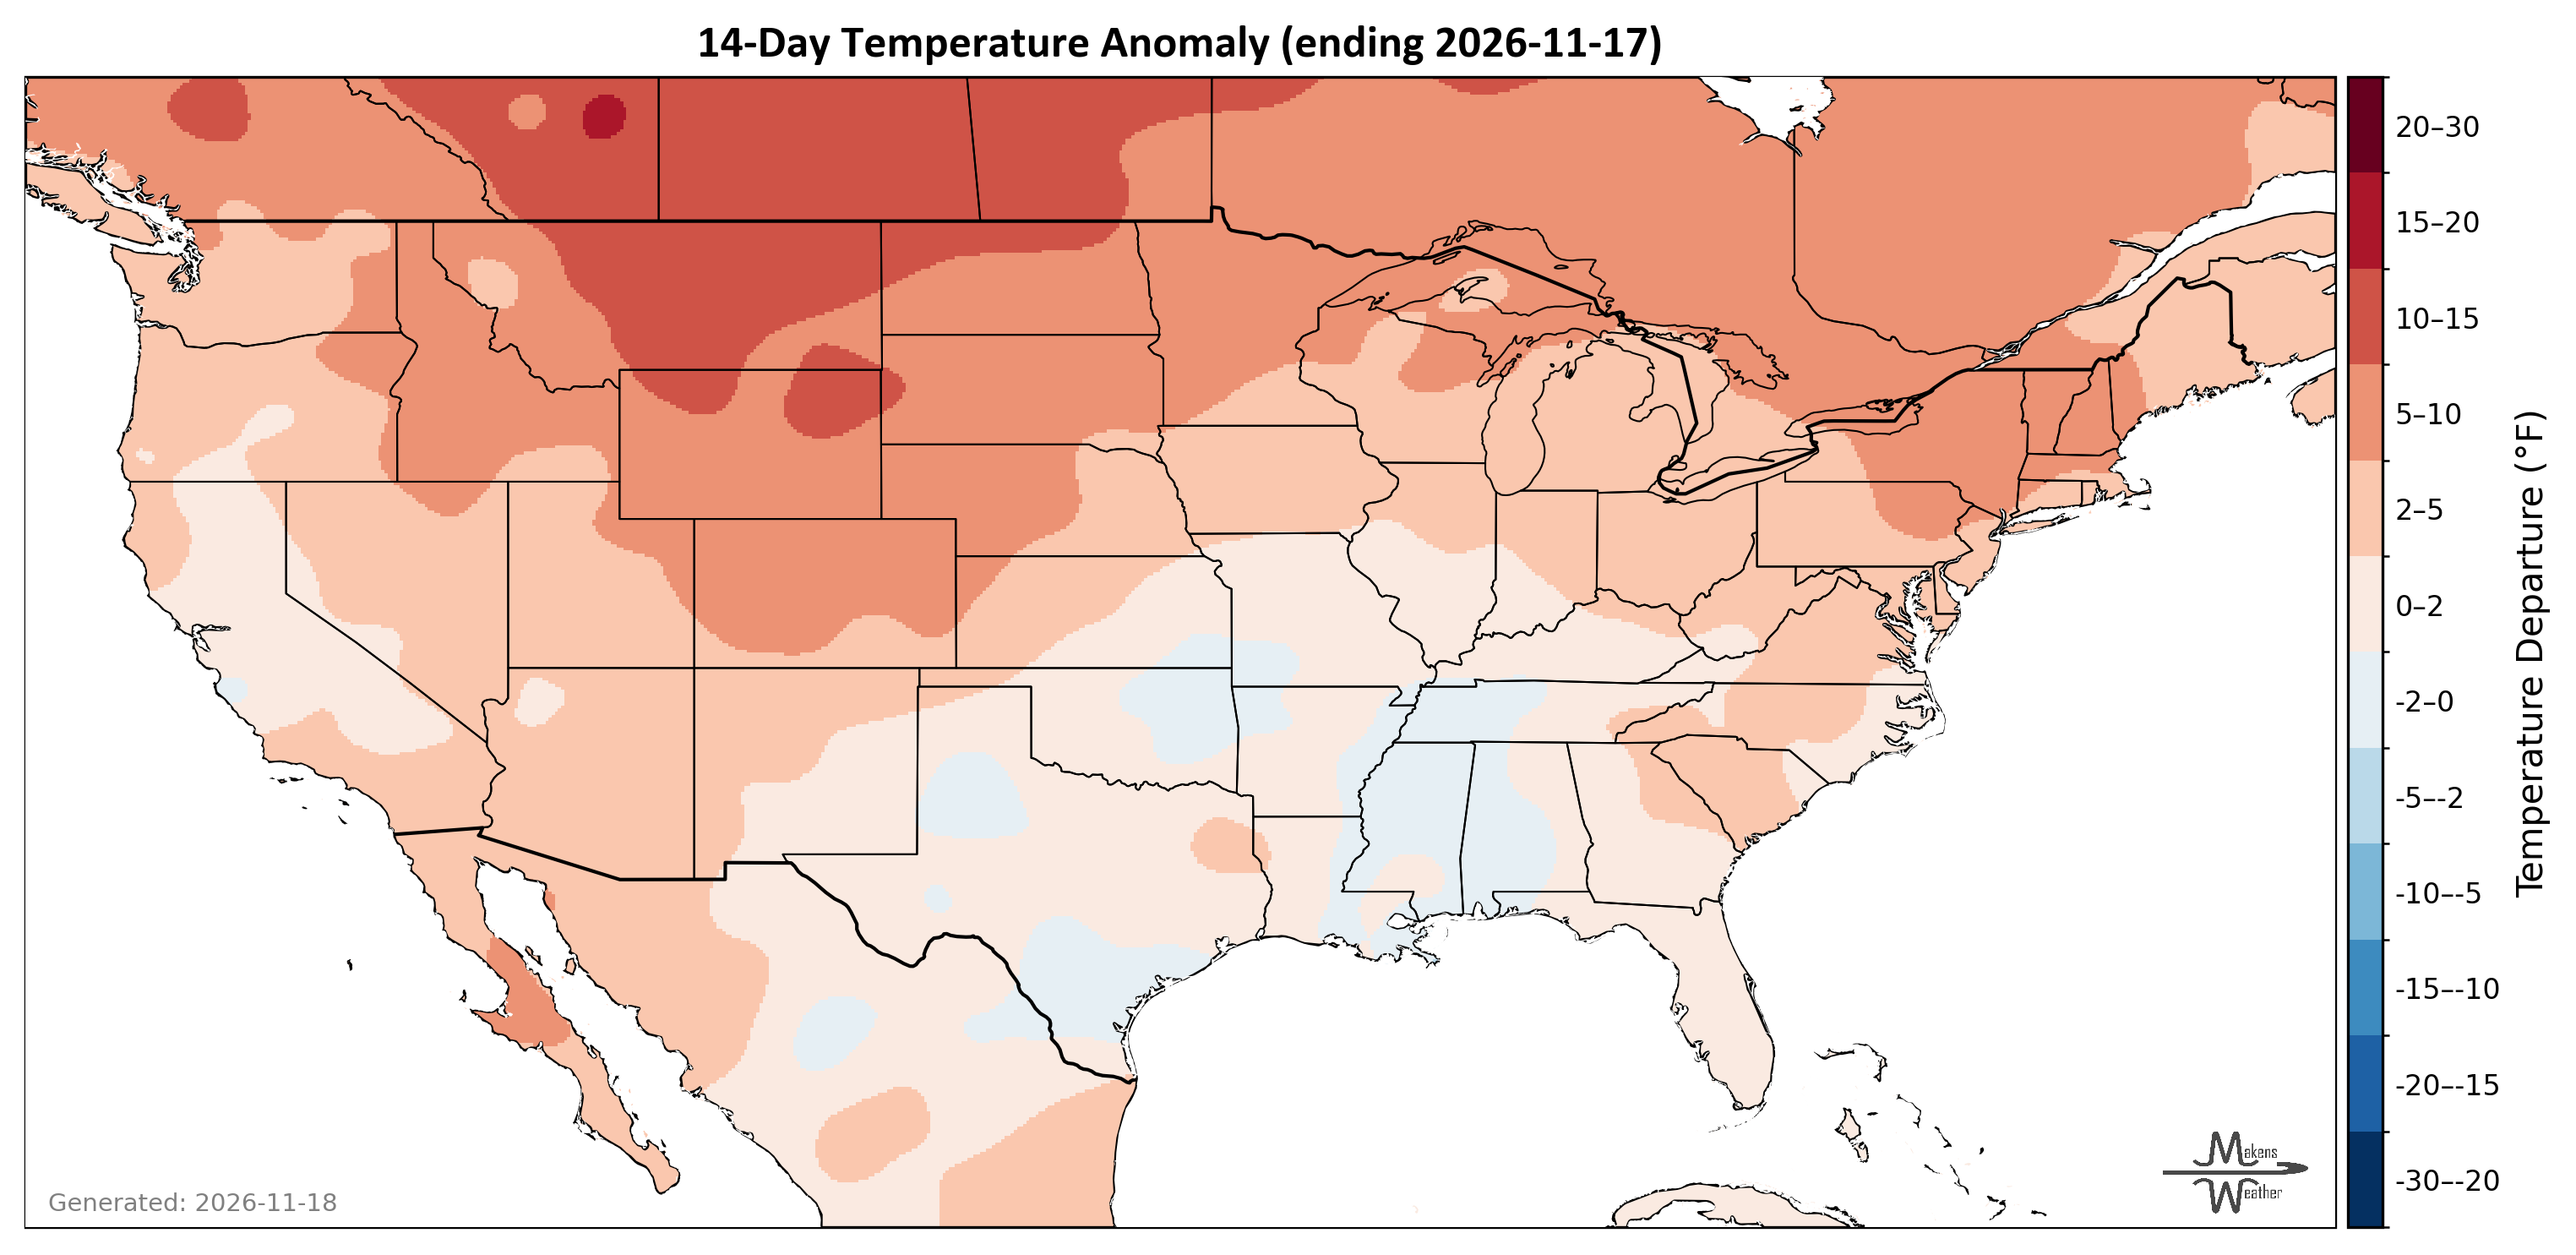 14-Day Temperature Anomaly (ending 2026-11-17)
20–30
15–20
10–15
5–10
2–5
0–2
-2–0
-5–-2
-10–-5
-15–-10
-20–-15
-30–-20
Temperature Departure (°F)
Makens
Weather
Generated: 2026-11-18